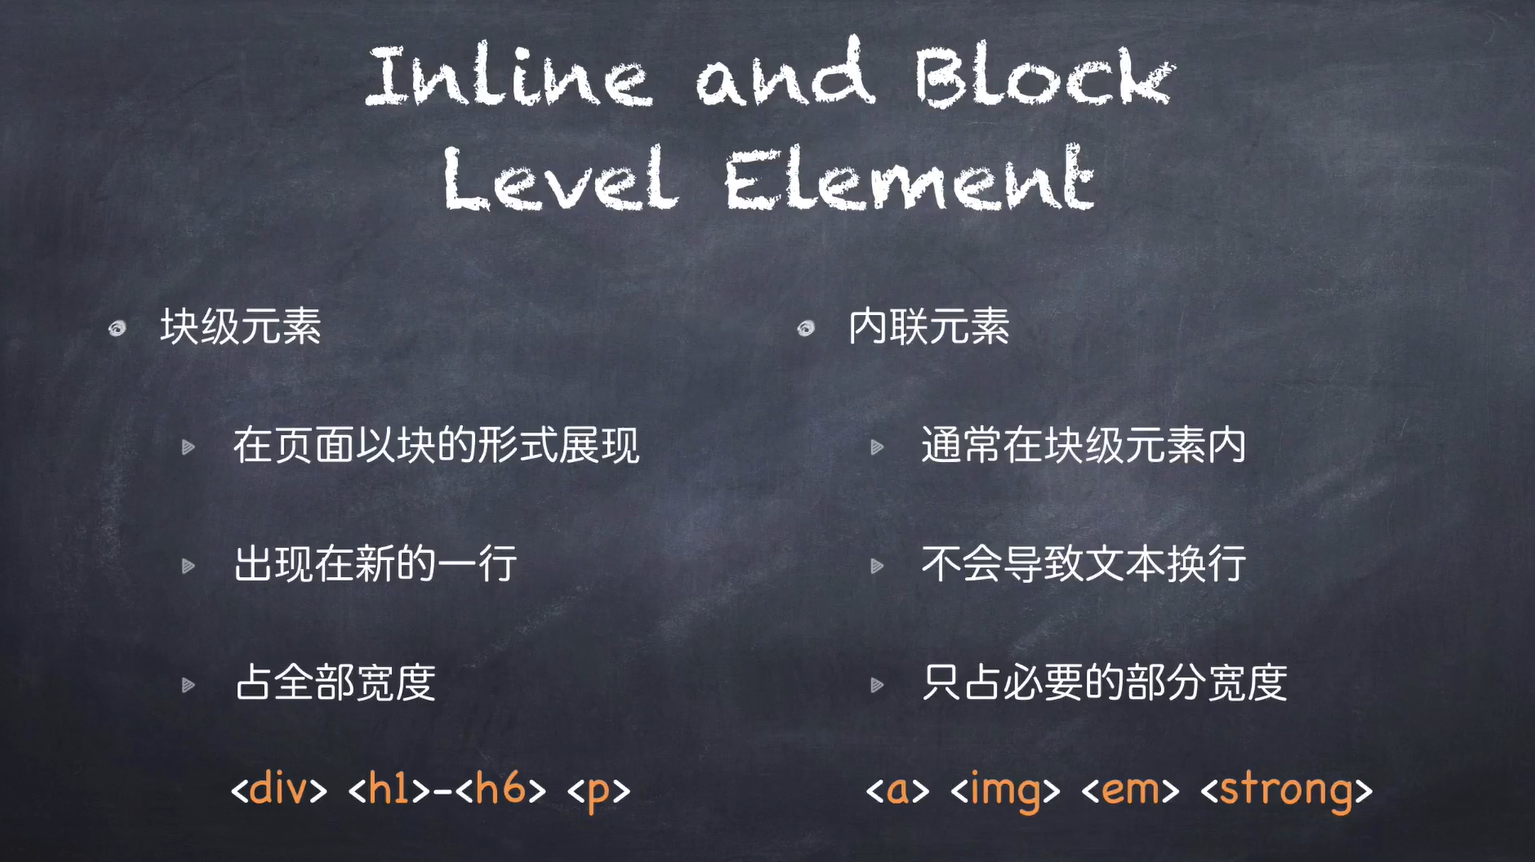 Inline and Block
Level Element
块级元素
在页面以块的形式展现
出现在新的一行
占全部宽度
<div> <h1>-<h6> <p>
内联元素
通常在块级元素内
不会导致文本换行
只占必要的部分宽度
<a> <img> <em> <strong>